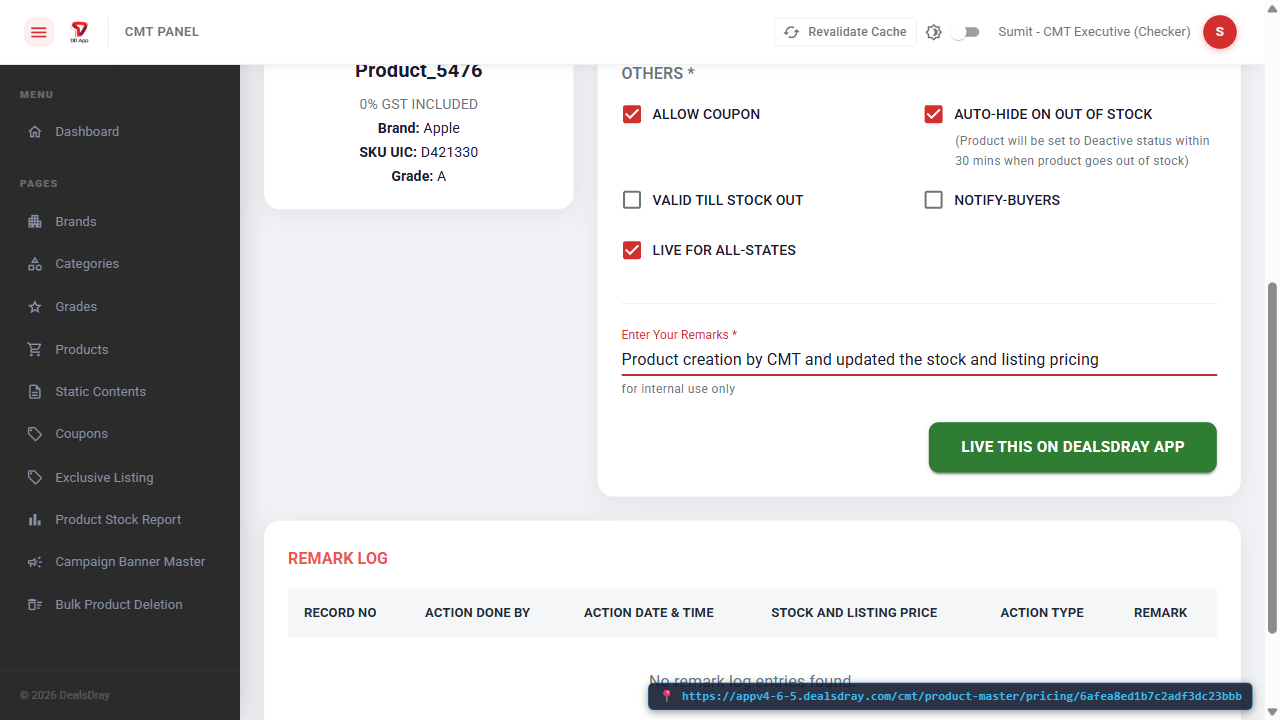 DD App
CMT PANEL
Revalidate Cache
Sumit - CMT Executive (Checker)
S
MENU
Dashboard
PAGES
Brands
Categories
Grades
Products
Static Contents
Coupons
Exclusive Listing
Product Stock Report
Campaign Banner Master
Bulk Product Deletion
© 2026 DealsDray
Product_5476
0% GST INCLUDED
Brand: Apple
SKU UIC: D421330
Grade: A
OTHERS *
ALLOW COUPON
AUTO-HIDE ON OUT OF STOCK
(Product will be set to Deactive status within
30 mins when product goes out of stock)
VALID TILL STOCK OUT
NOTIFY-BUYERS
LIVE FOR ALL-STATES
Enter Your Remarks *
Product creation by CMT and updated the stock and listing pricing
for internal use only
LIVE THIS ON DEALSDRAY APP
REMARK LOG
RECORD NO ACTION DONE BY ACTION DATE & TIME STOCK AND LISTING PRICE ACTION TYPE REMARK
No remark log entries found
https://appv4-6-5.dealsdray.com/cmt/product-master/pricing/6afea8ed1b7c2adf3dc23bbb